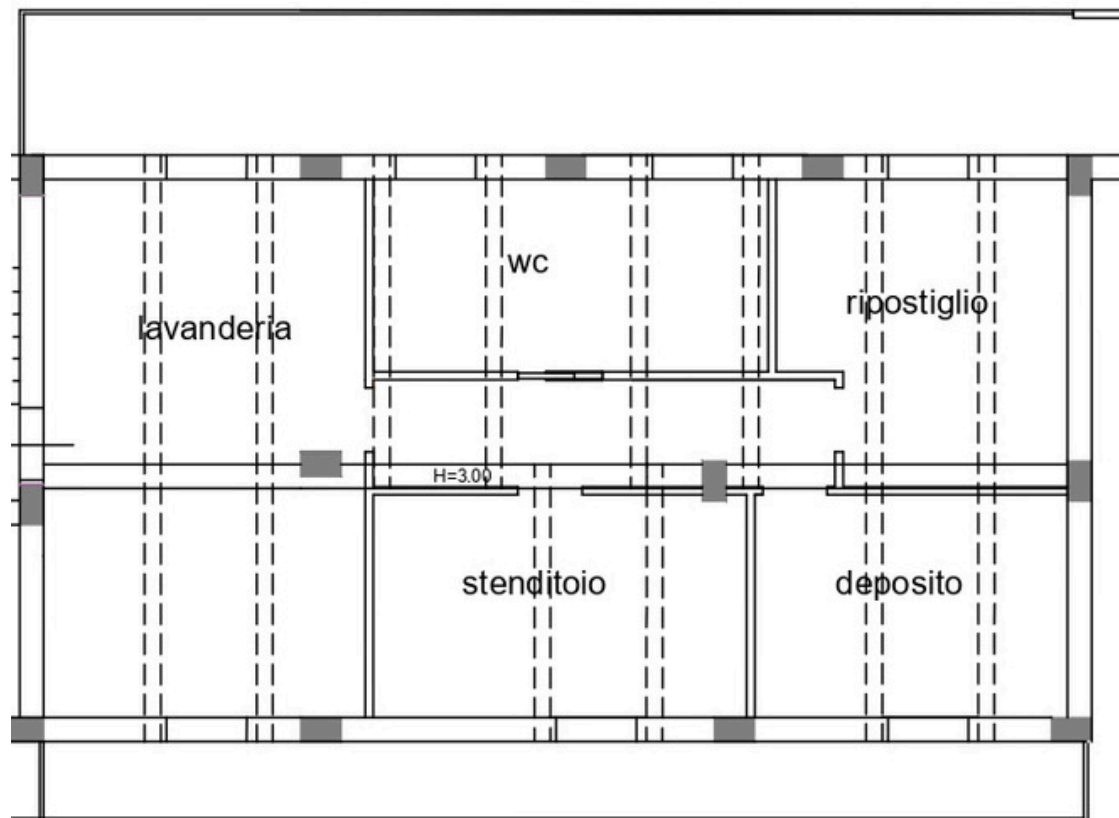 wc
ripostiglio
lavanderia
H=3.00
stenditoio
deposito